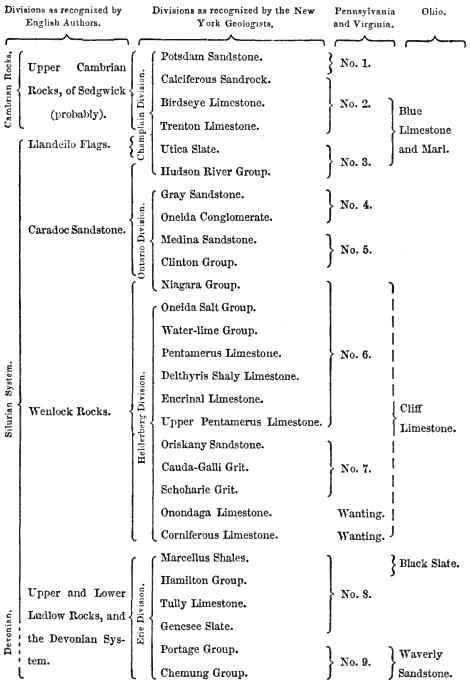 Divisions as recognized by English Authors.
Divisions as recognized by the New York Geologists.
Pennsylvania and Virginia.
Ohio.
Cambrian Rocks.
Silurian System.
Devonian.
Upper Cambrian
Rocks, of Sedgwick
(probably).
Llandeilo Flags.
Caradoc Sandstone.
Wenlock Rocks.
Upper and Lower
Ludlow Rocks, and
the Devonian Sys-
tem.
Champlain Division.
Ontario Division.
Helderberg Division.
Erie Division.
Potsdam Sandstone.
Calciferous Sandrock.
Birdseye Limestone.
Trenton Limestone.
Utica Slate.
Hudson River Group.
Gray Sandstone.
Oneida Conglomerate.
Medina Sandstone.
Clinton Group.
Niagara Group.
Oneida Salt Group.
Water-lime Group.
Pentamerus Limestone.
Delthyris Shaly Limestone.
Encrinal Limestone.
Upper Pentamerus Limestone.
Oriskany Sandstone.
Cauda-Galli Grit.
Schoharie Grit.
Onondaga Limestone.
Corniferous Limestone.
Marcellus Shales.
Hamilton Group.
Tully Limestone.
Genesee Slate.
Portage Group.
Chemung Group.
No. 1.
No. 2.
No. 3.
No. 4.
No. 5.
No. 6.
No. 7.
Wanting.
Wanting.
No. 8.
No. 9.
Blue
Limestone
and Marl.
Cliff
Limestone.
Black Slate.
Waverly
Sandstone.